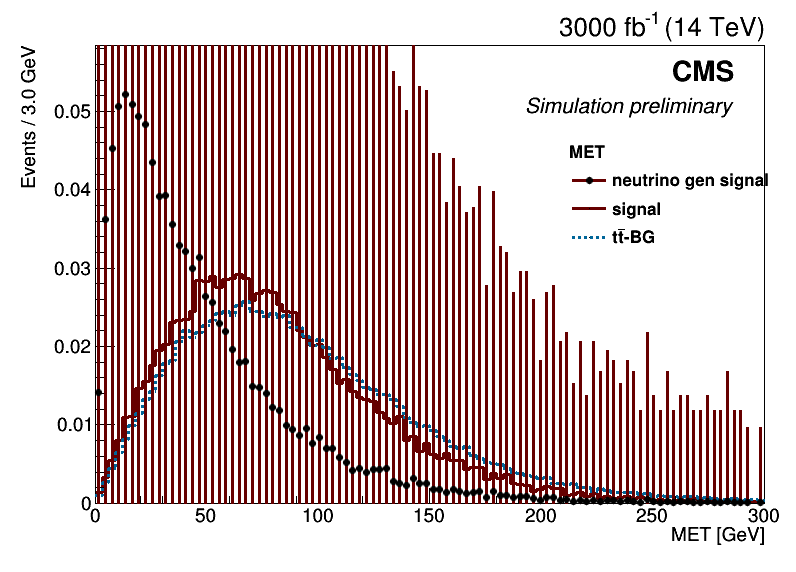 3000 fb-1 (14 TeV)
CMS
Simulation preliminary
MET
neutrino gen signal
signal
tt̄-BG
Events / 3.0 GeV
0.05
0.04
0.03
0.02
0.01
0
0 50 100 150 200 250 300
MET [GeV]